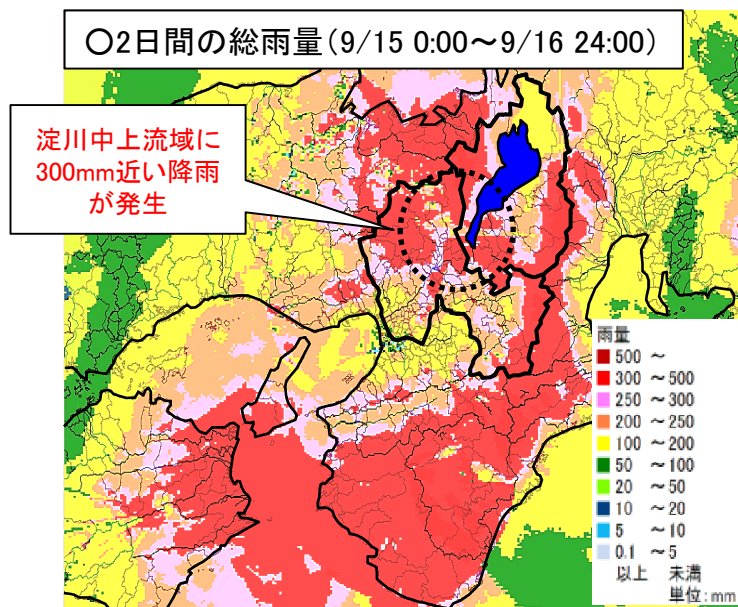 〇2日間の総雨量（9/15 0:00～9/16 24:00）
淀川中上流域に
300mm近い降雨
が発生
雨量
500 ～
300 ～500
250 ～300
200 ～250
100 ～200
50 ～100
20 ～50
10 ～20
5 ～10
0.1 ～5
以上 未満
単位:mm